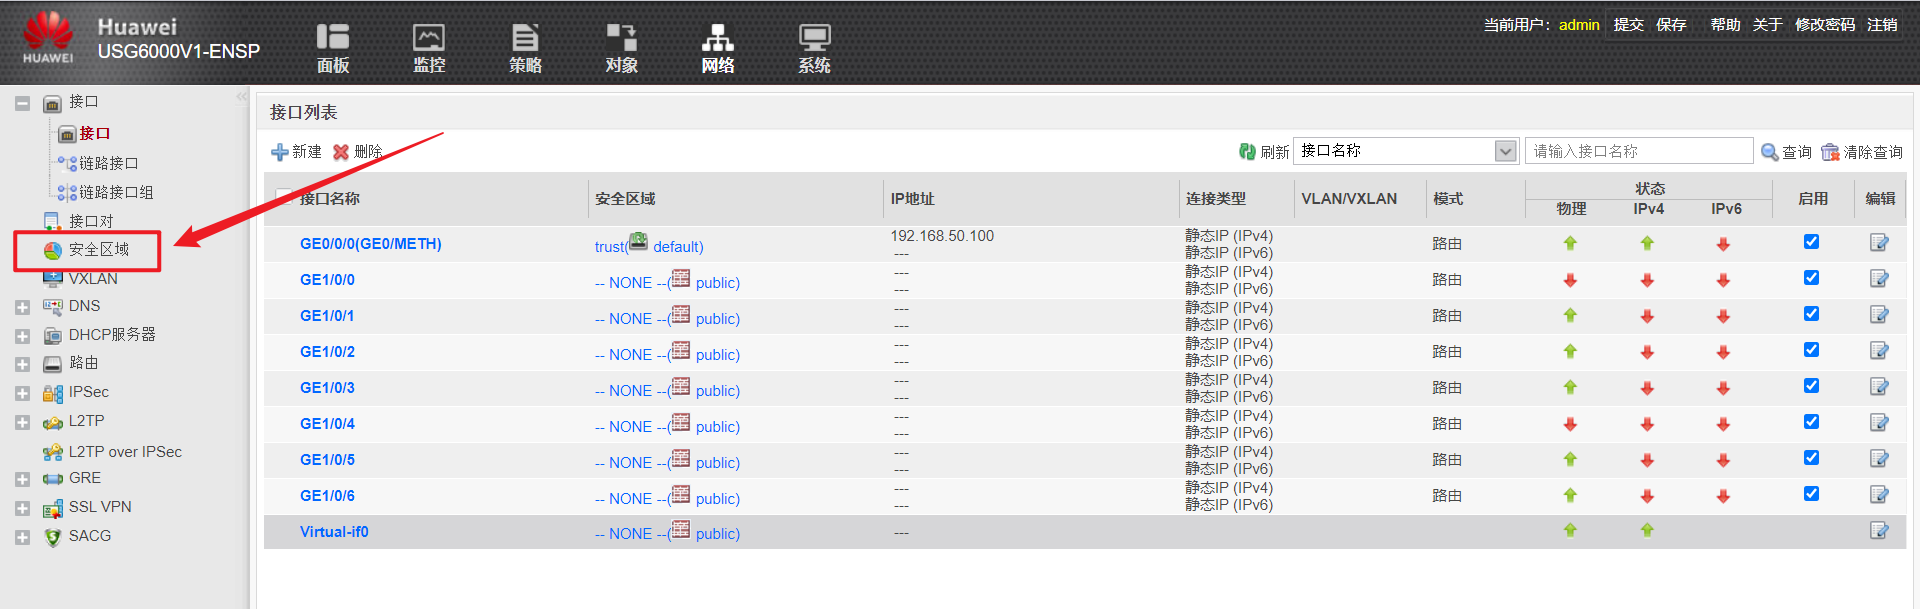 HUAWEI
Huawei
USG6000V1-ENSP
面板
监控
策略
对象
网络
系统
当前用户： admin 提交 保存 帮助 关于 修改密码 注销
接口
接口
链路接口
链路接口组
接口对
安全区域
VXLAN
DNS
DHCP服务器
路由
IPSec
L2TP
L2TP over IPSec
GRE
SSL VPN
SACG
接口列表
新建 删除 刷新 接口名称 请输入接口名称 查询 清除查询
接口名称 安全区域 IP地址 连接类型 VLAN/VXLAN 模式 状态 启用 编辑
物理 IPv4 IPv6
GE0/0/0(GE0/METH) trust( default) 192.168.50.100 静态IP (IPv4) 路由
--- 静态IP (IPv6)
GE1/0/0 -- NONE --( public) --- 静态IP (IPv4) 路由
--- 静态IP (IPv6)
GE1/0/1 -- NONE --( public) --- 静态IP (IPv4) 路由
--- 静态IP (IPv6)
GE1/0/2 -- NONE --( public) --- 静态IP (IPv4) 路由
--- 静态IP (IPv6)
GE1/0/3 -- NONE --( public) --- 静态IP (IPv4) 路由
--- 静态IP (IPv6)
GE1/0/4 -- NONE --( public) --- 静态IP (IPv4) 路由
--- 静态IP (IPv6)
GE1/0/5 -- NONE --( public) --- 静态IP (IPv4) 路由
--- 静态IP (IPv6)
GE1/0/6 -- NONE --( public) --- 静态IP (IPv4) 路由
--- 静态IP (IPv6)
Virtual-if0 -- NONE --( public) ---